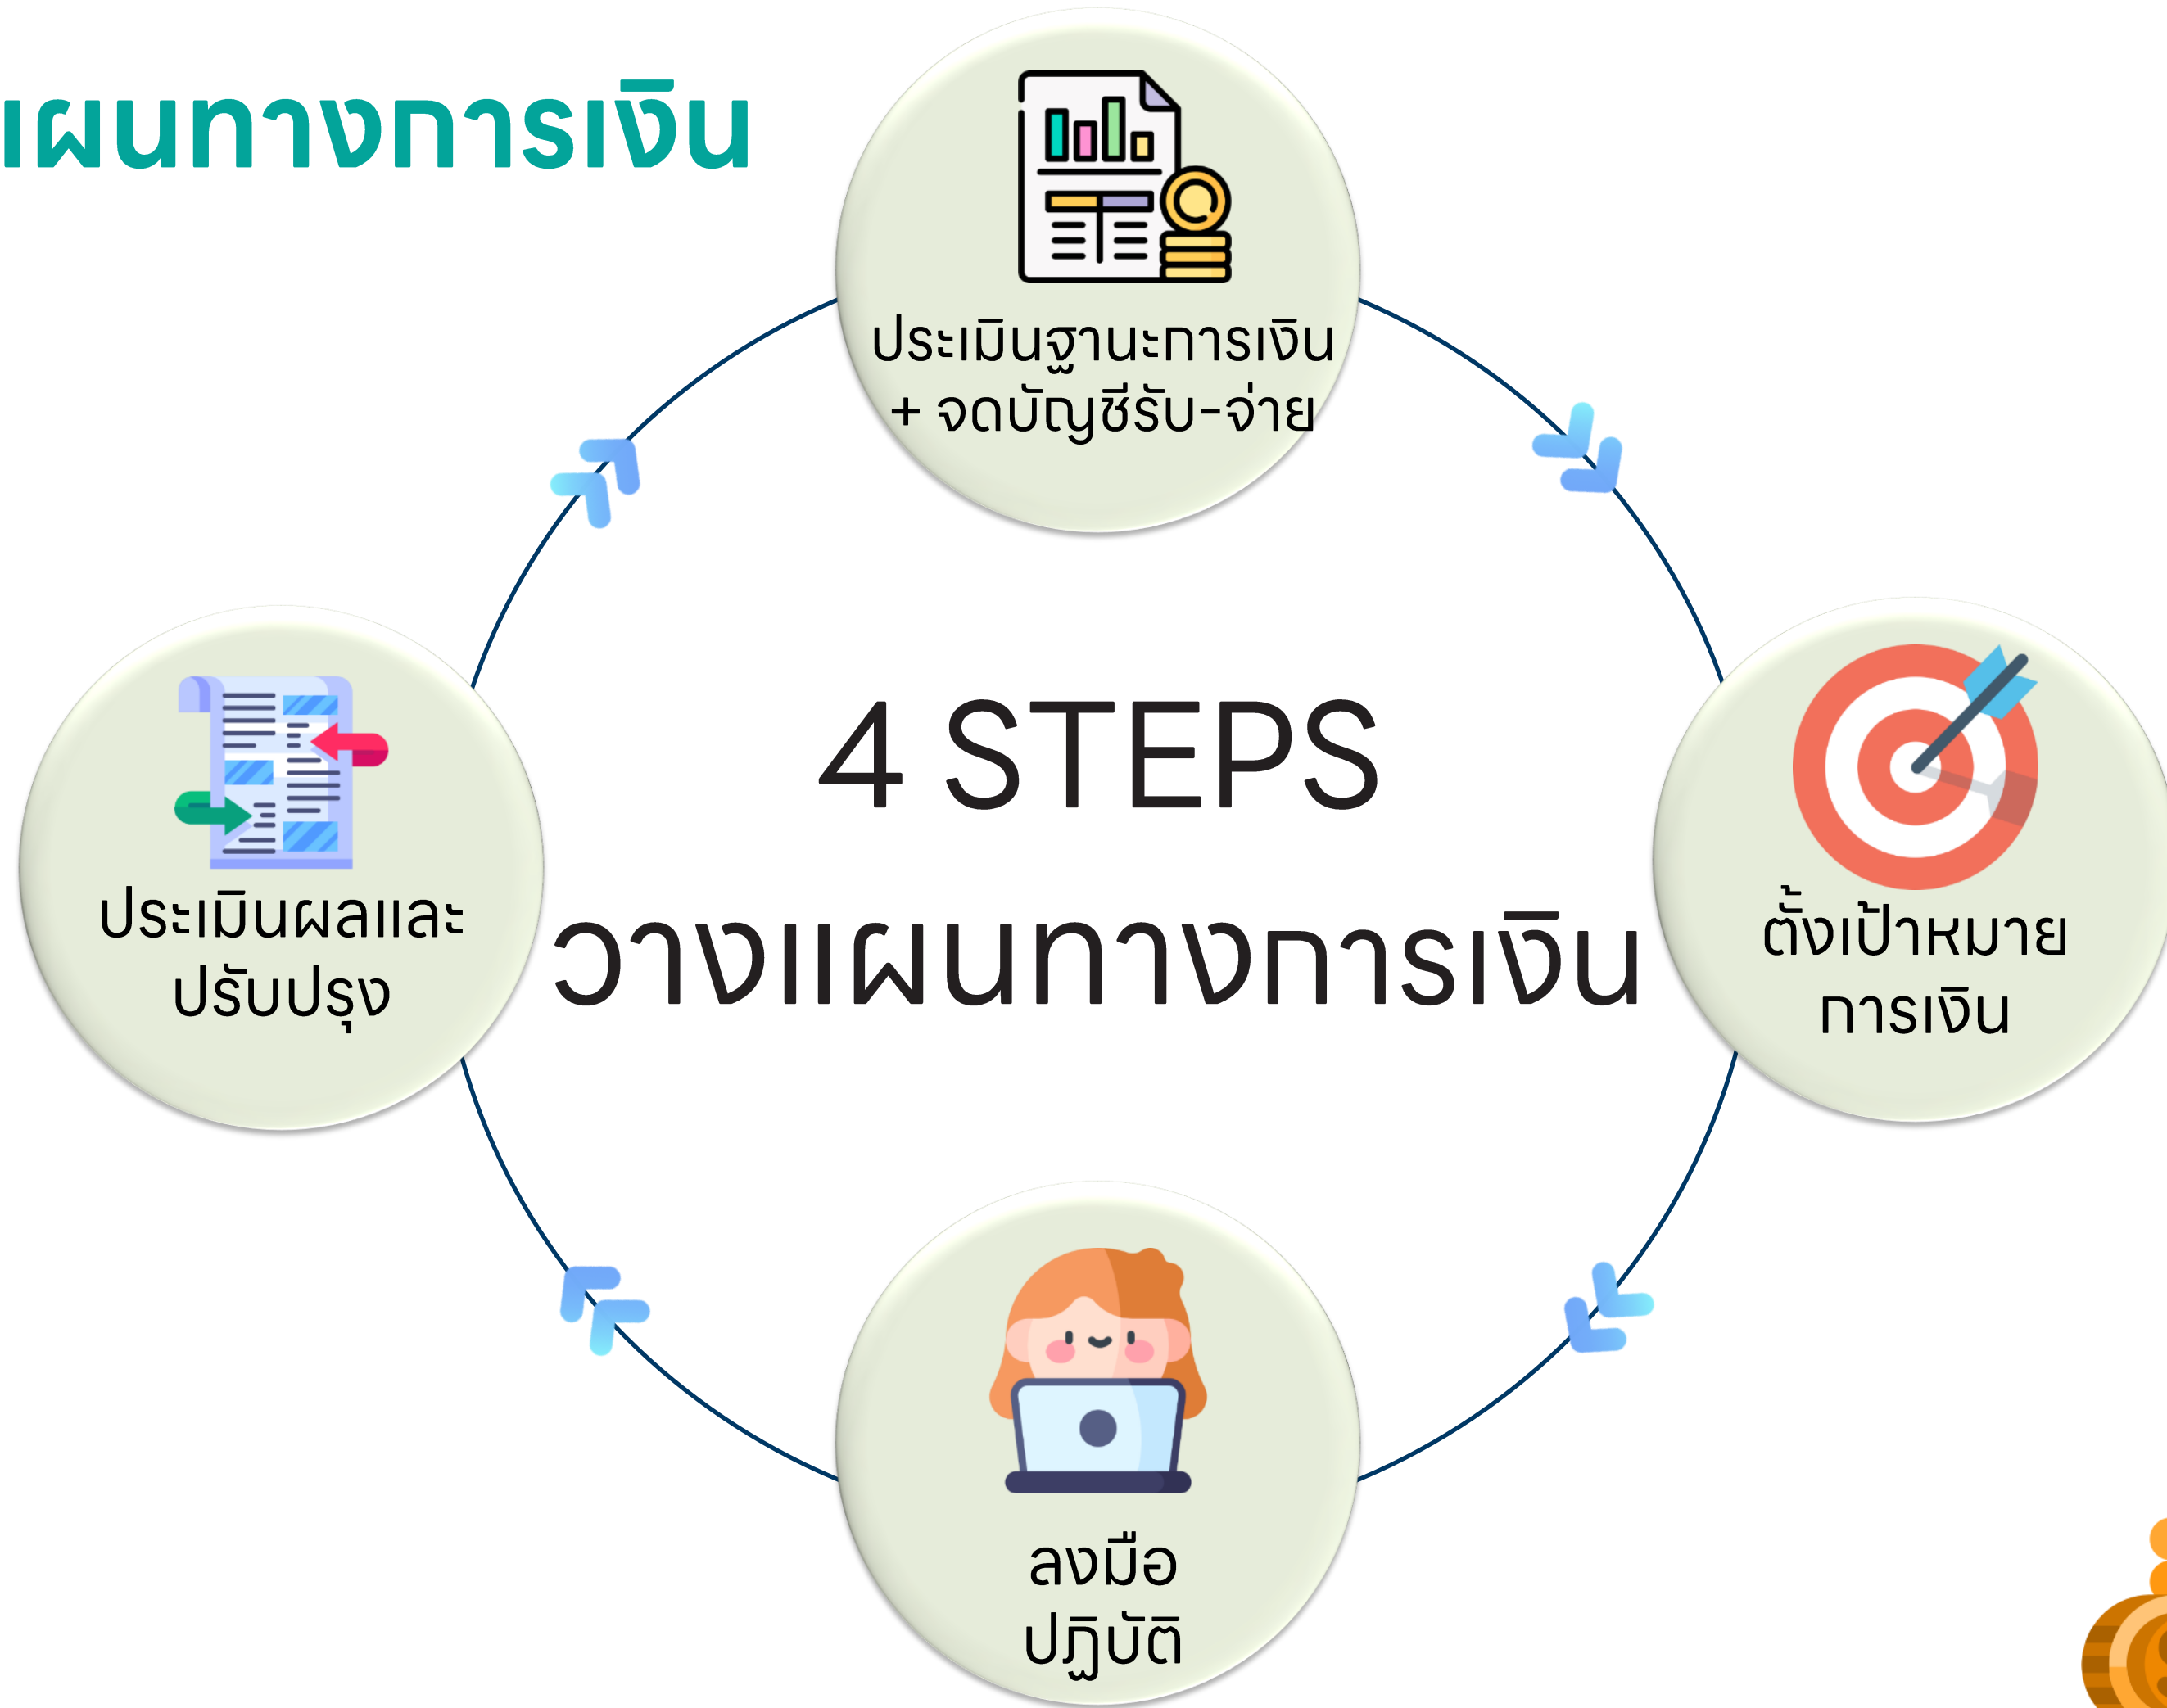 แผนทางการเงิน
ประเมินฐานะการเงิน
+ จดบัญชีรับ-จ่าย
4 STEPS
วางแผนทางการเงิน
ประเมินผลและ
ปรับปรุง
ตั้งเป้าหมาย
การเงิน
ลงมือ
ปฏิบัติ